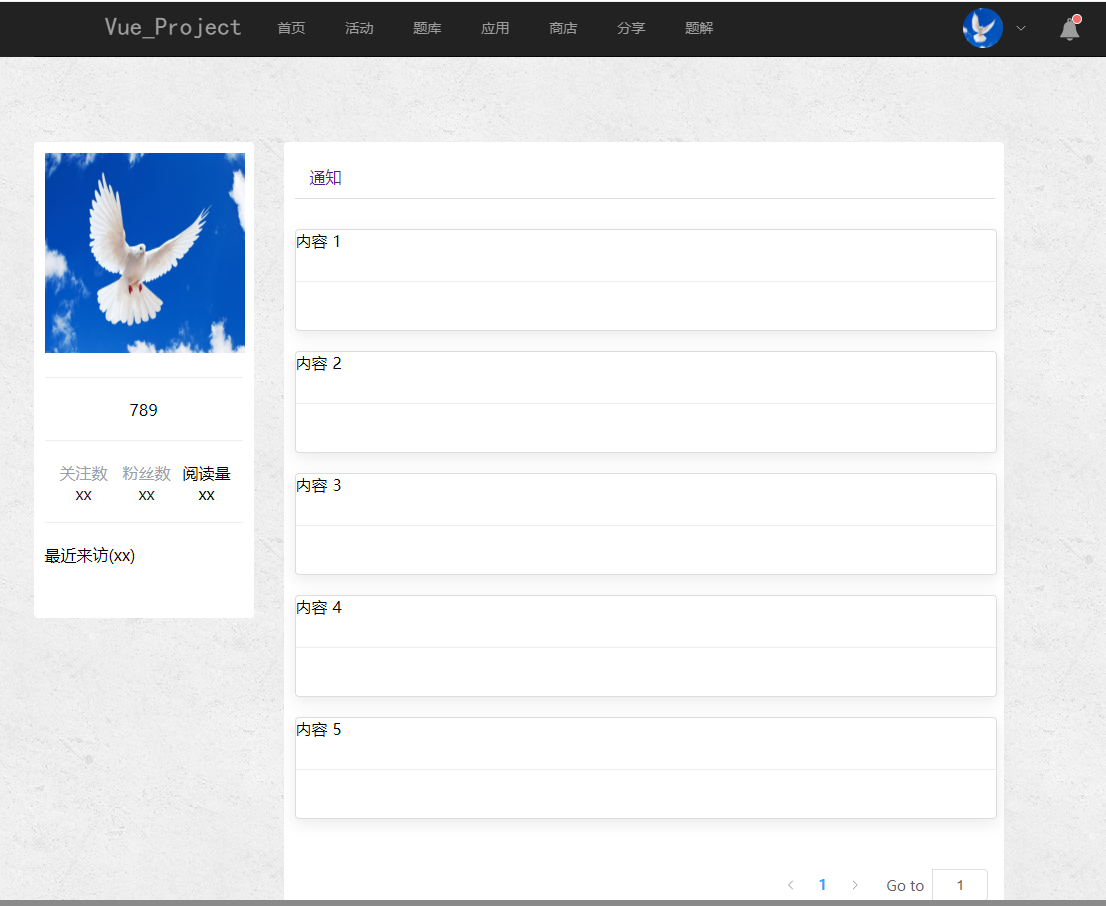 Vue_Project 首页 活动 题库 应用 商店 分享 题解
789
关注数 粉丝数 阅读量
xx xx xx
最近来访(xx)
通知
内容 1
内容 2
内容 3
内容 4
内容 5
1 Go to 1